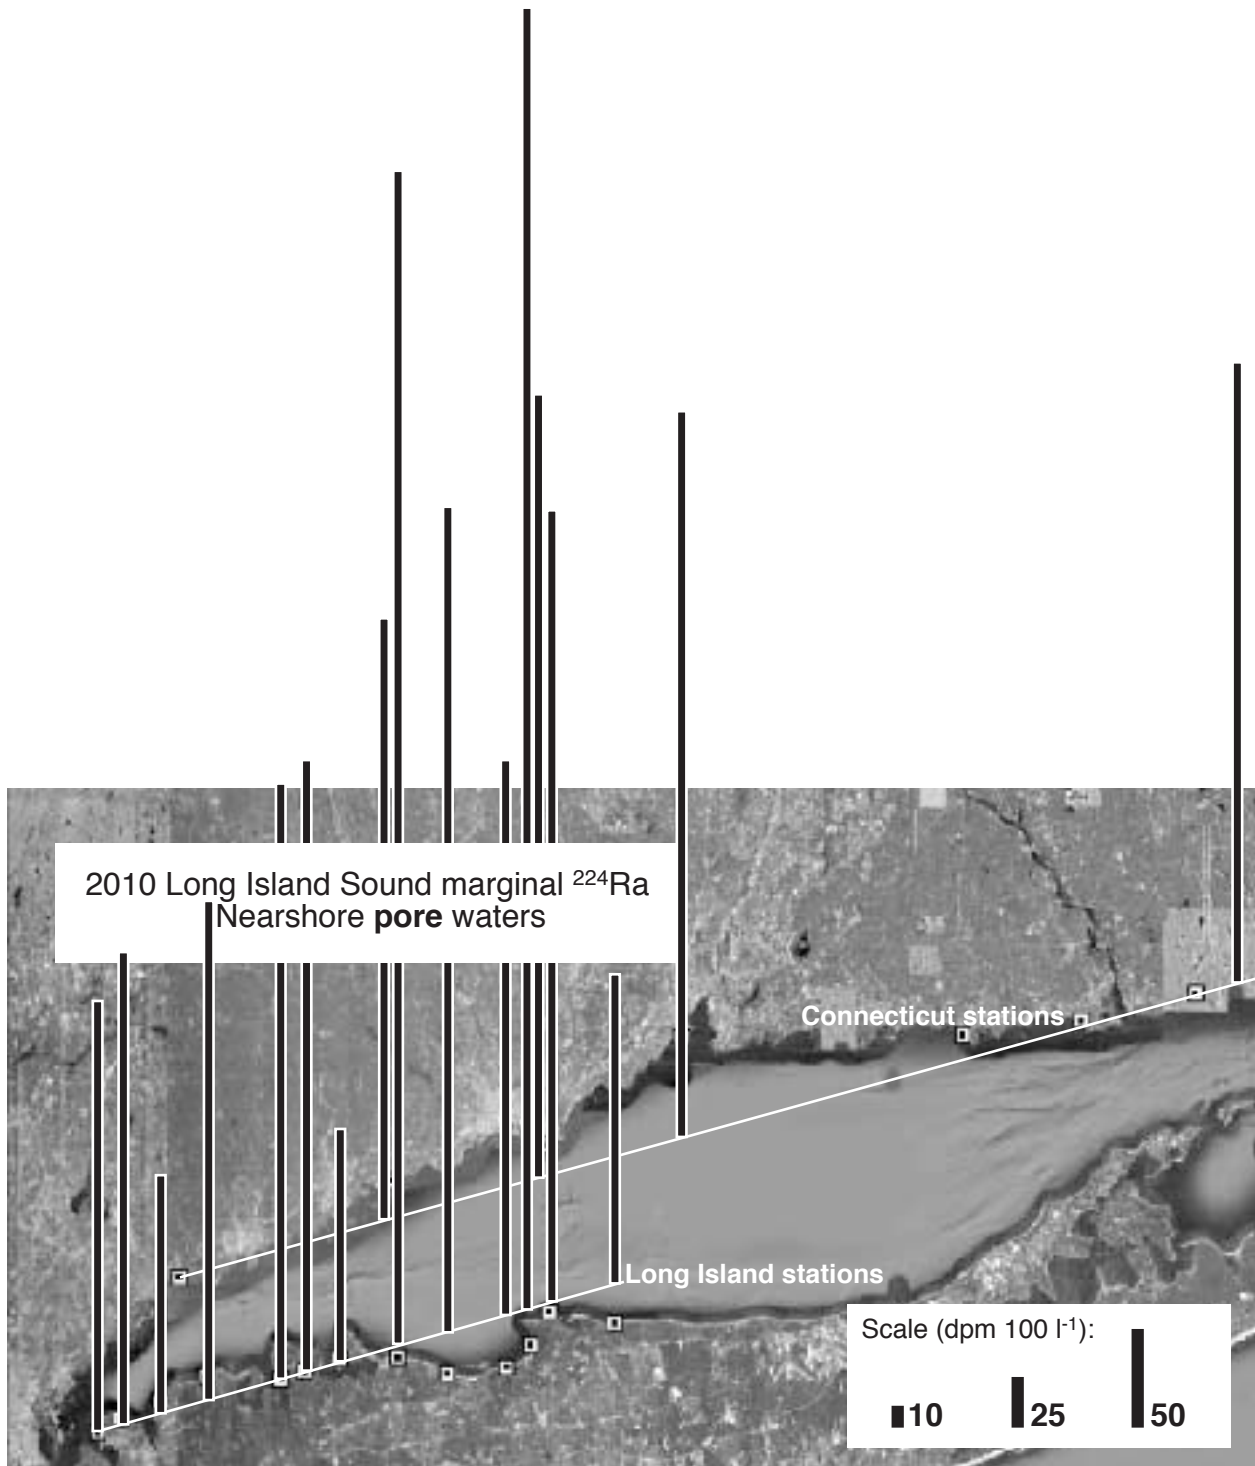 2010 Long Island Sound marginal ²²⁴Ra
Nearshore pore waters
Connecticut stations
Long Island stations
Scale (dpm 100 l⁻¹):
10 25 50